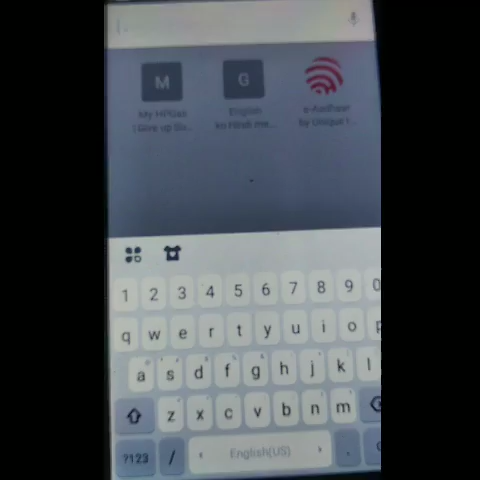 M G
My HPGas English e-Aadhaar
| Give up Su... ko Hindi me... by Unique I...
1 2 3 4 5 6 7 8 9 0
q w e r t y u i o p
a s d f g h j k l
z x c v b n m
?123 / English(US) .